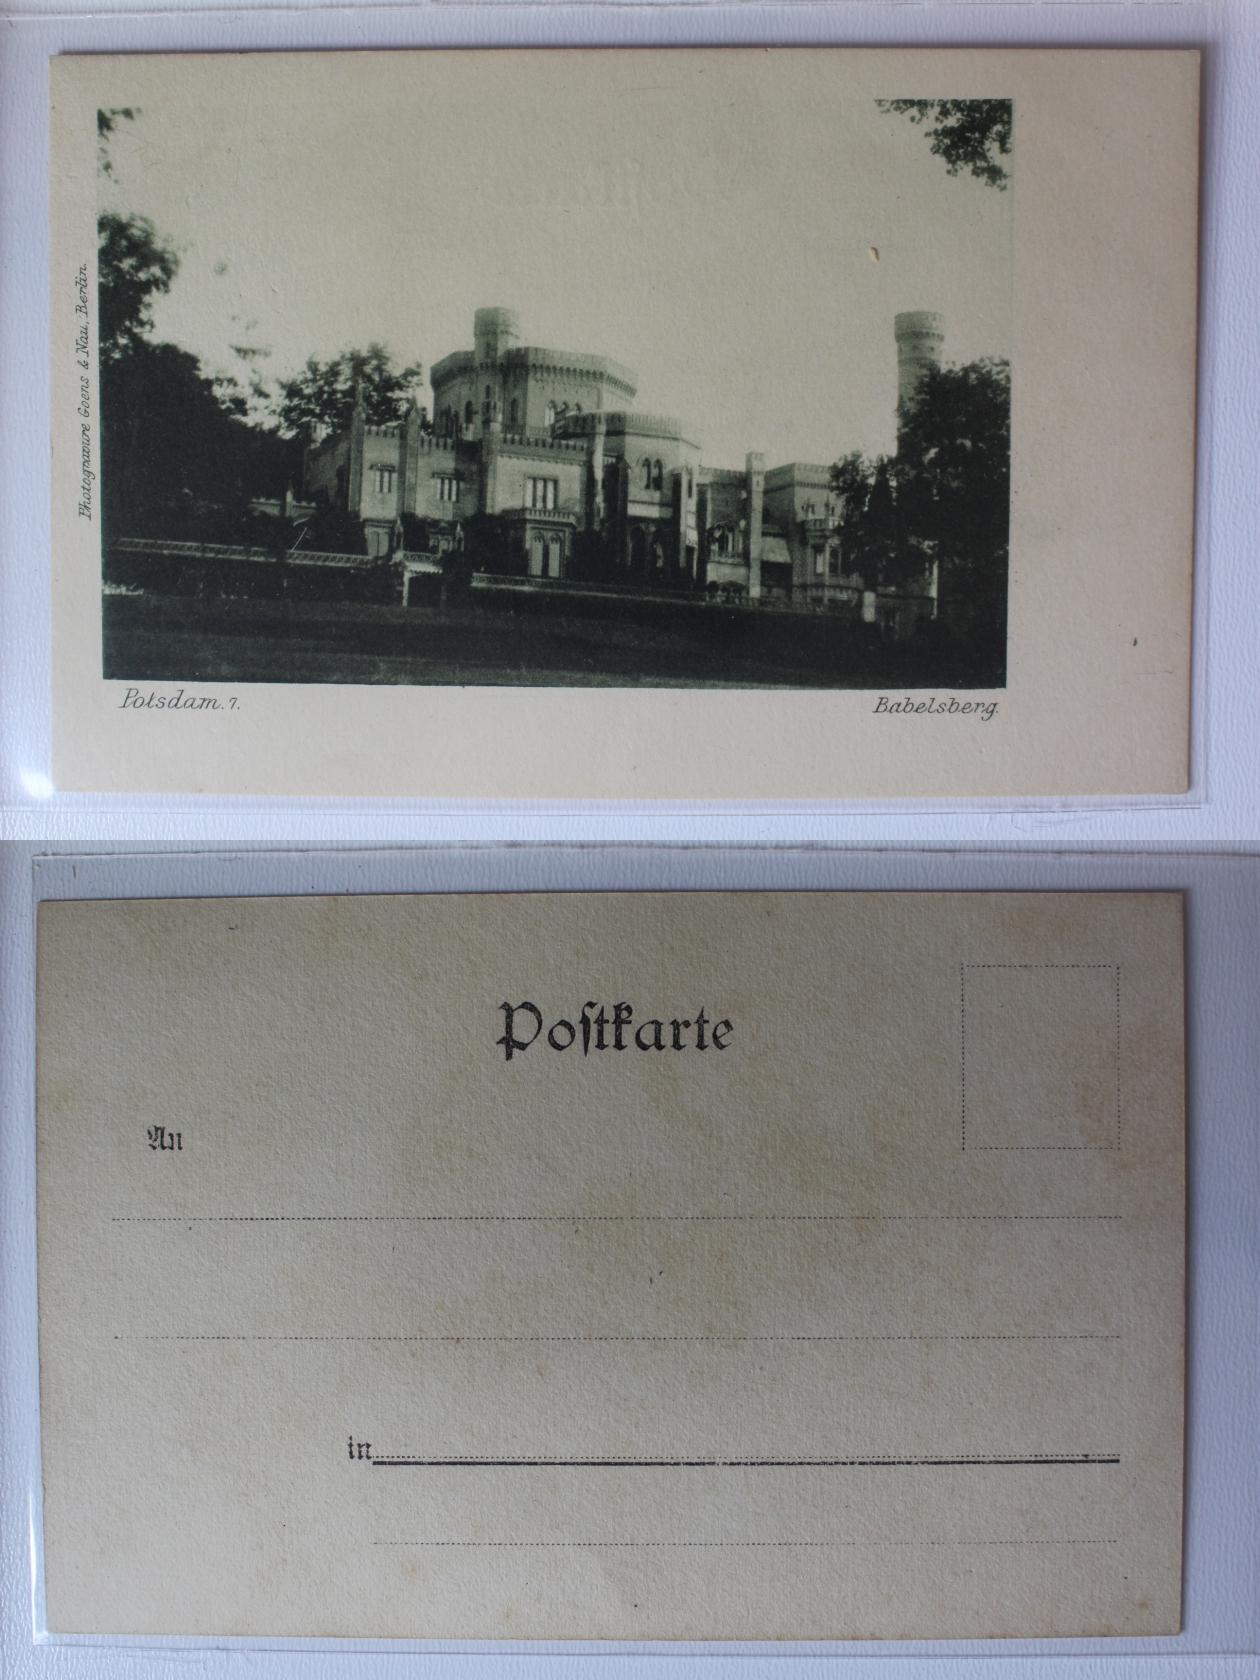 Photogravure Goens & Nau, Berlin.
Potsdam. 7.
Babelsberg.
Poſtkarte
An
in